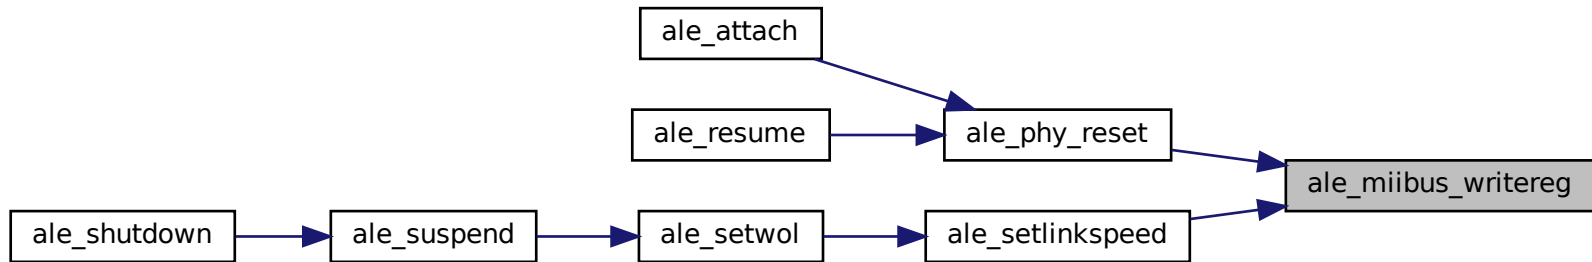 ale_attach
ale_resume
ale_phy_reset
ale_miibus_writereg
ale_shutdown
ale_suspend
ale_setwol
ale_setlinkspeed